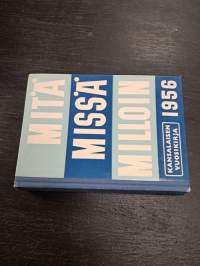 MITÄ
MISSÄ
MILLOIN
1956
KANSALAISEN
VUOSIKIRJA